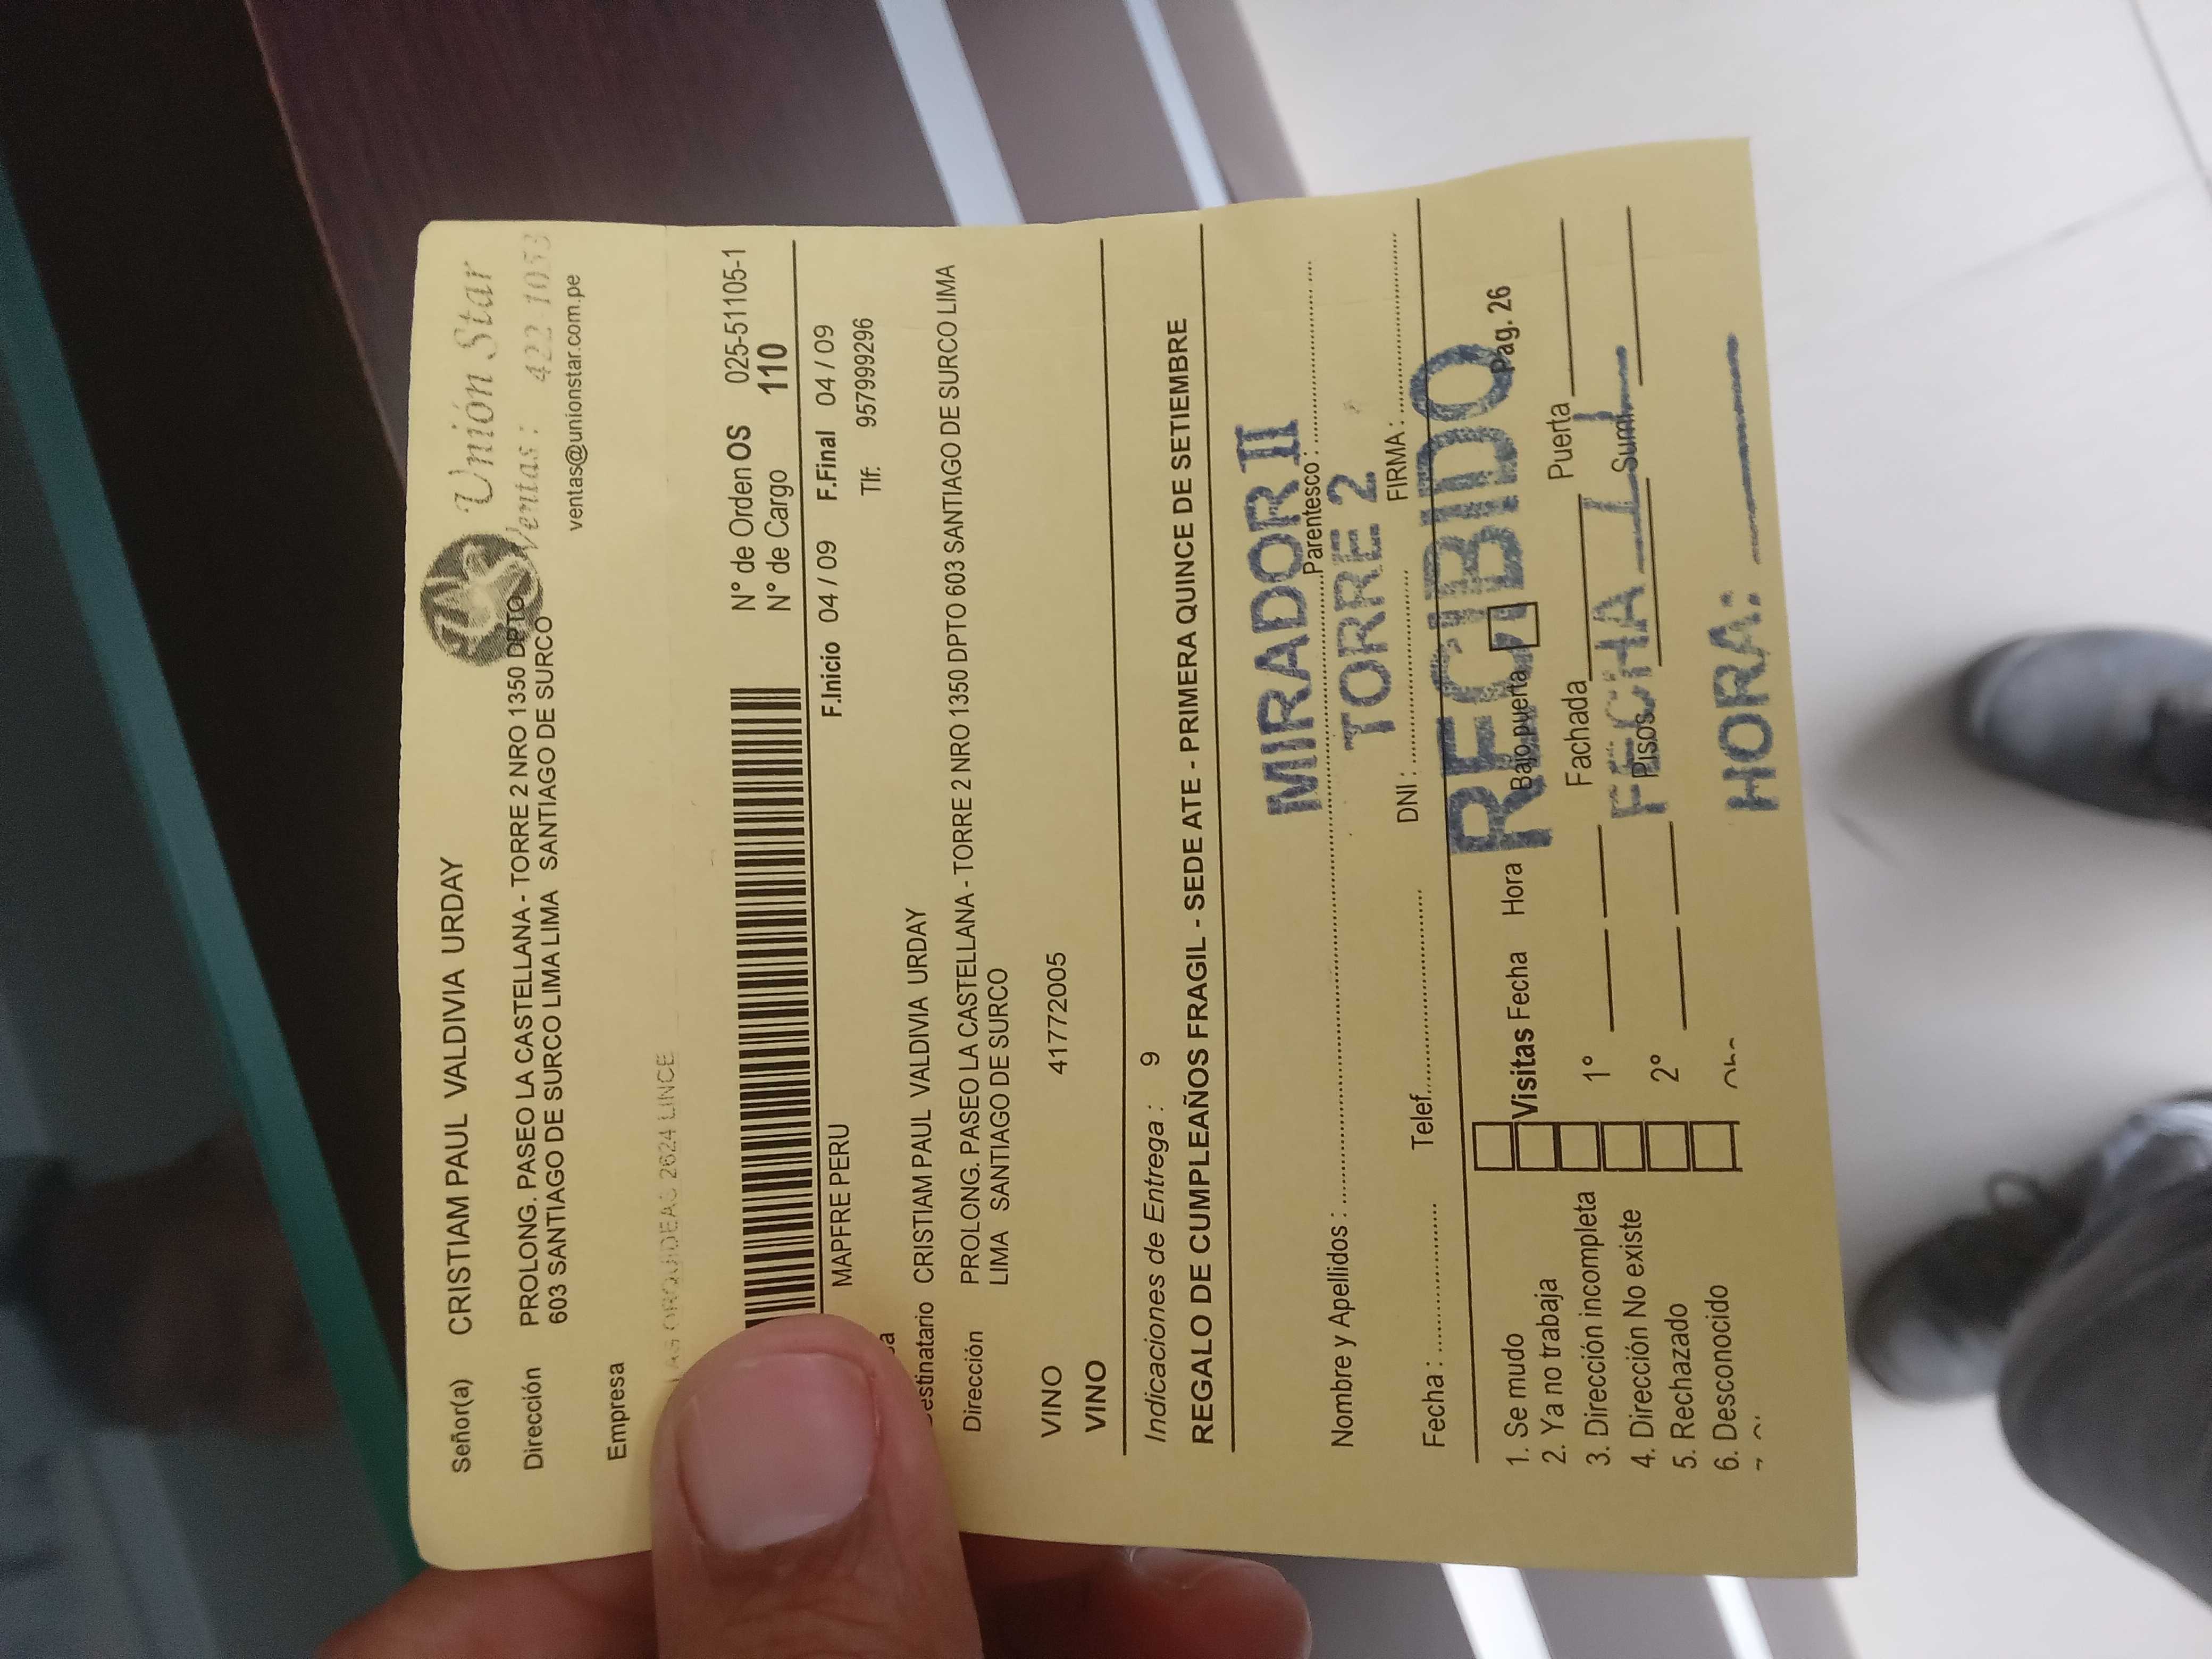 Unión Star
Ventas : 422-1053
ventas@unionstar.com.pe
Señor(a) CRISTIAM PAUL VALDIVIA URDAY
Dirección PROLONG. PASEO LA CASTELLANA - TORRE 2 NRO 1350 DPTO
603 SANTIAGO DE SURCO LIMA LIMA SANTIAGO DE SURCO
Empresa
2624 LINCE
N° de Orden OS 025-51105-1
N° de Cargo 110
MAPFRE PERU F.Inicio 04 / 09 F.Final 04 / 09
Tlf: 957999296
CRISTIAM PAUL VALDIVIA URDAY
Dirección PROLONG. PASEO LA CASTELLANA - TORRE 2 NRO 1350 DPTO 603 SANTIAGO DE SURCO LIMA
LIMA SANTIAGO DE SURCO
VINO 41772005
VINO
Indicaciones de Entrega : 9
REGALO DE CUMPLEAÑOS FRAGIL - SEDE ATE - PRIMERA QUINCE DE SETIEMBRE
MIRADOR II
Nombre y Apellidos : Parentesco :
TORRE 2
Fecha : Telef. DNI : FIRMA :
RECIBIDO
Pag. 26
1. Se mudo Visitas Fecha Hora Bajo puerta
2. Ya no trabaja
3. Dirección incompleta 1° Fachada Puerta
4. Dirección No existe
FECHA
5. Rechazado 2° Pisos Sumi.
6. Desconocido
HORA: